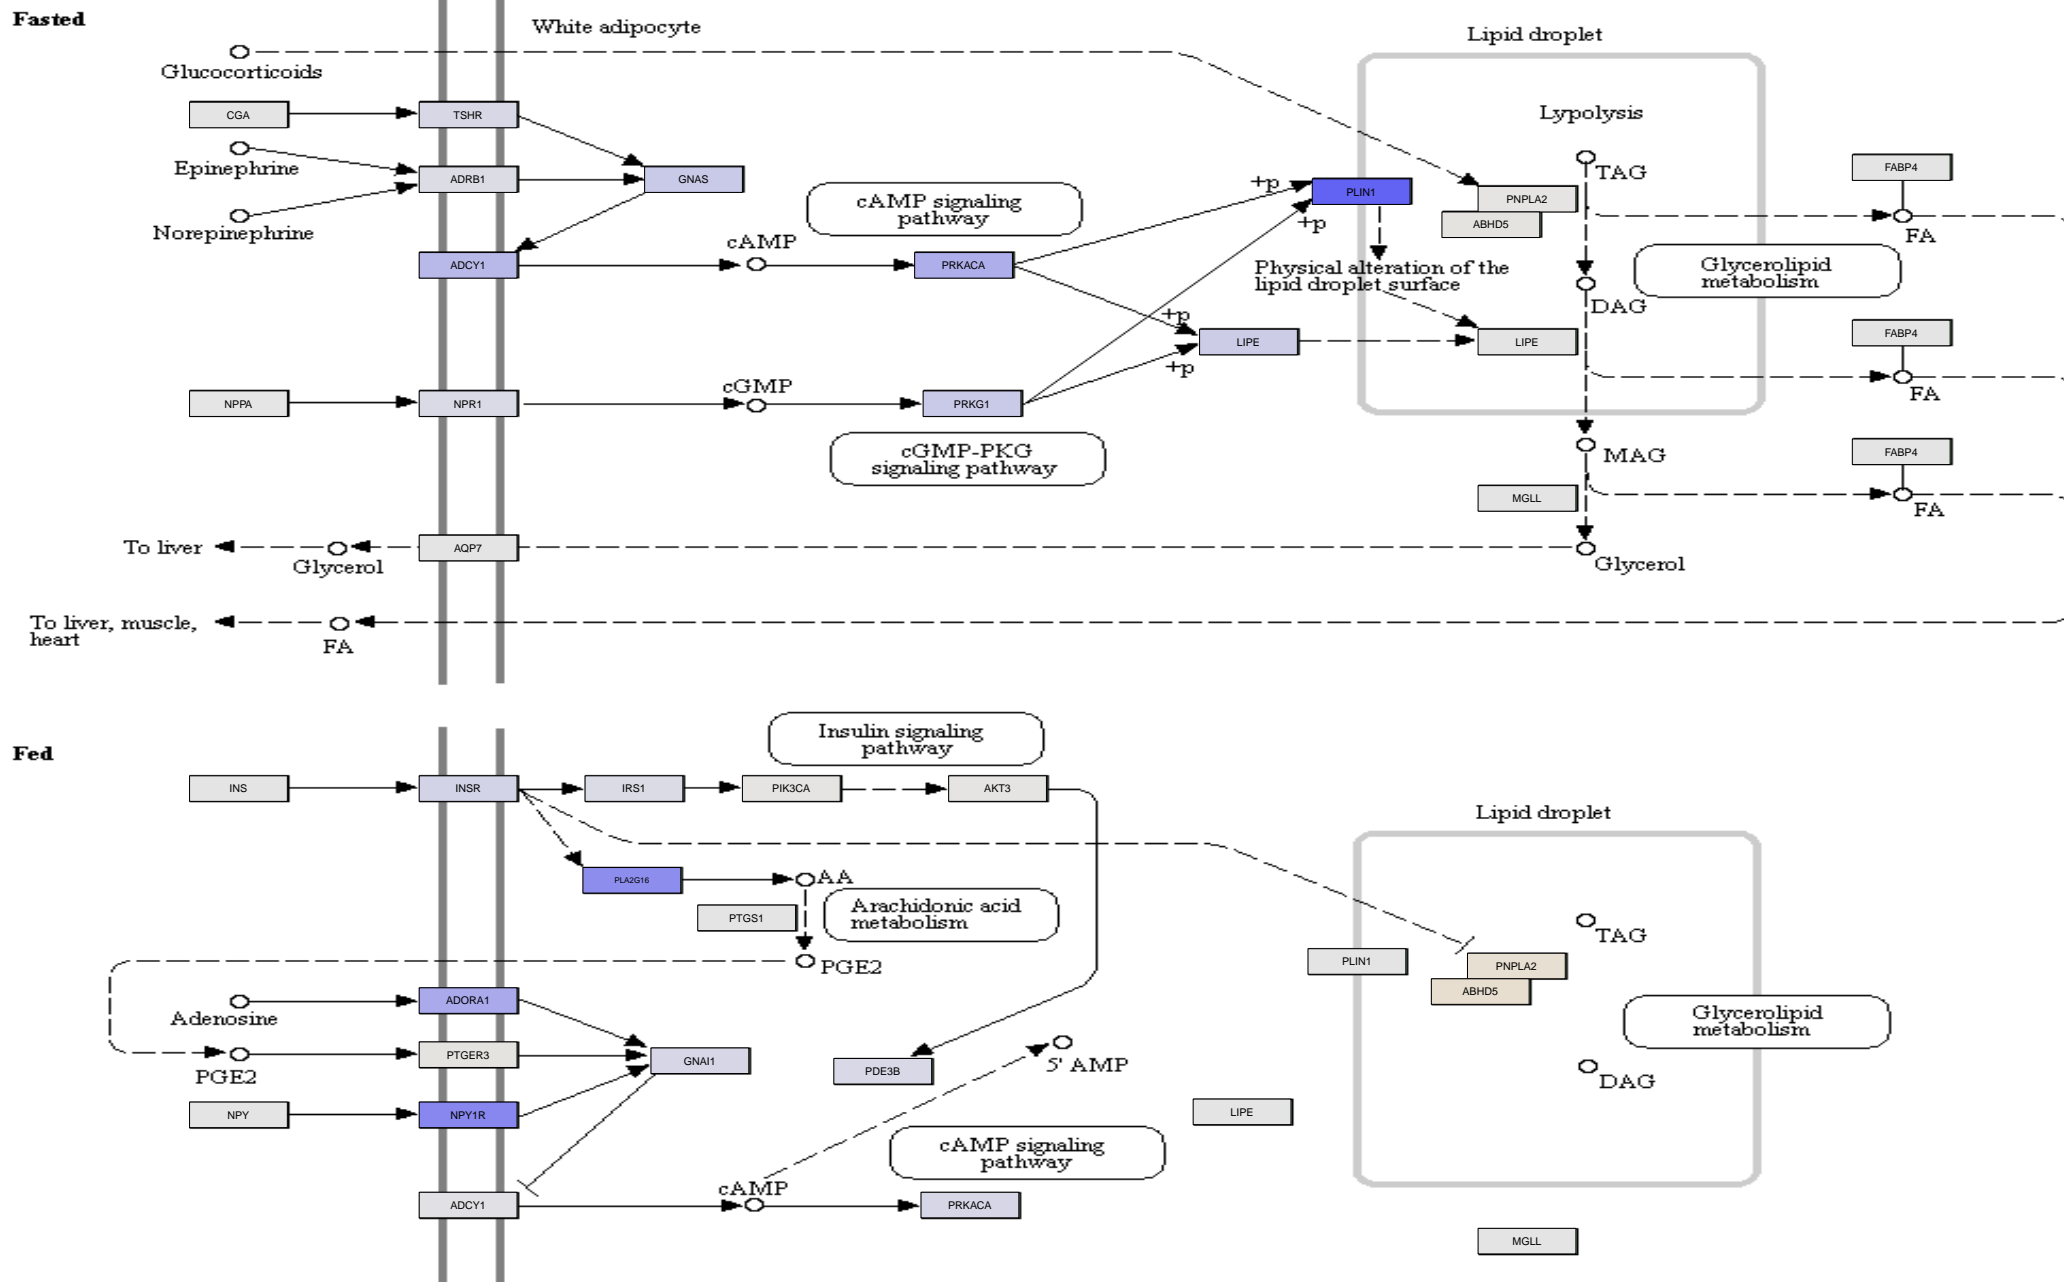 Fasted
White adipocyte
Lipid droplet
Glucocorticoids
CGA
TSHR
Lypolysis
Epinephrine
ADRB1
GNAS
TAG
FABP4
cAMP signaling
pathway
+p
PLIN1
PNPLA2
ABHD5
+p
FA
Norepinephrine
cAMP
ADCY1
PRKACA
Physical alteration of the
lipid droplet surface
Glycerolipid
metabolism
DAG
+p
LIPE
LIPE
FABP4
+p
cGMP
FA
NPPA
NPR1
PRKG1
cGMP-PKG
signaling pathway
MAG
FABP4
MGLL
FA
To liver
Glycerol
AQP7
Glycerol
To liver, muscle,
heart
FA
Fed
Insulin signaling
pathway
INS
INSR
IRS1
PIK3CA
AKT3
Lipid droplet
PLA2G16
AA
PTGS1
Arachidonic acid
metabolism
PGE2
TAG
PLIN1
PNPLA2
ABHD5
ADORA1
Adenosine
Glycerolipid
metabolism
PTGER3
GNAI1
PDE3B
5' AMP
PGE2
DAG
NPY
NPY1R
LIPE
cAMP signaling
pathway
cAMP
ADCY1
PRKACA
MGLL